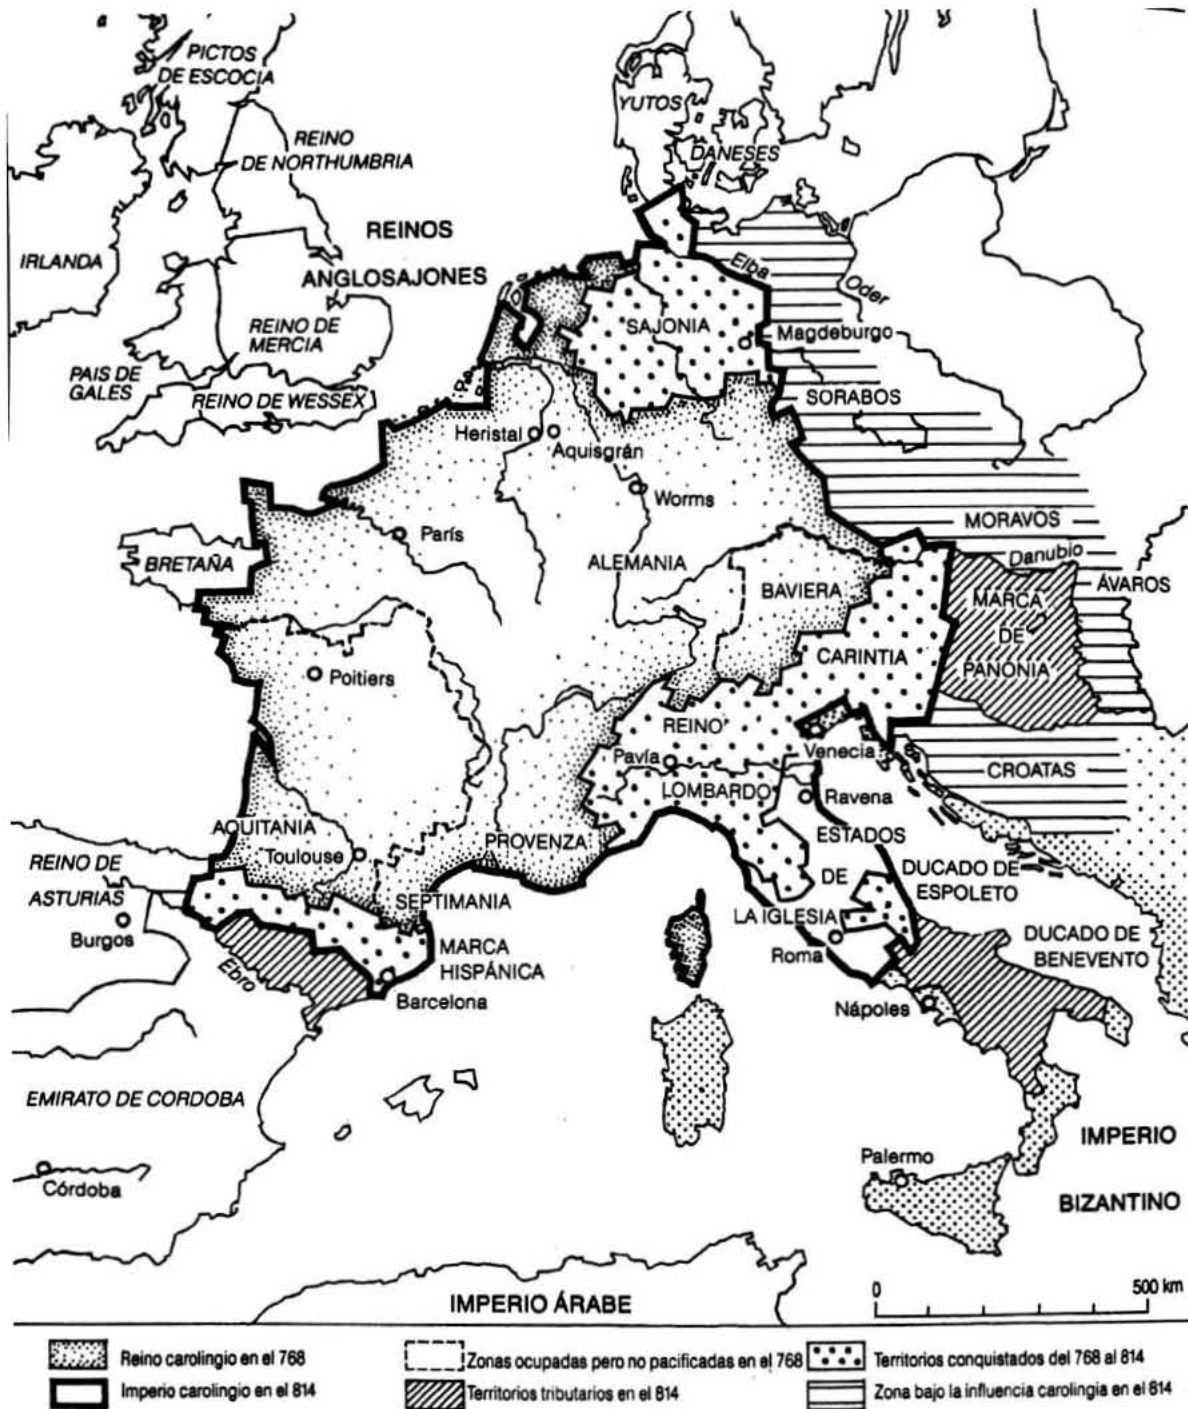 PICTOS
DE ESCOCIA
REINO
DE NORTHUMBRIA
YUTOS
DANESES
IRLANDA
REINOS
ANGLOSAJONES
REINO DE
MERCIA
PAIS DE
GALES
REINO DE WESSEX
Elba
Oder
SAJONIA
Magdeburgo
SORABOS
Heristal
Aquisgrán
Worms
París
BRETAÑA
ALEMANIA
MORAVOS
Danubio
BAVIERA
ÁVAROS
MARCA
DE
PANONIA
CARINTIA
Poitiers
REINO
Pavía
LOMBARDO
Venecia
CROATAS
Ravena
AQUITANIA
Toulouse
PROVENZA
ESTADOS
DE
LA IGLESIA
REINO DE
ASTURIAS
Burgos
SEPTIMANIA
DUCADO DE
ESPOLETO
MARCA
HISPÁNICA
Ebro
Barcelona
Roma
DUCADO DE
BENEVENTO
Nápoles
EMIRATO DE CORDOBA
Córdoba
IMPERIO
BIZANTINO
Palermo
IMPERIO ÁRABE
0 500 km
Reino carolingio en el 768
Zonas ocupadas pero no pacificadas en el 768
Territorios conquistados del 768 al 814
Imperio carolingio en el 814
Territorios tributarios en el 814
Zona bajo la influencia carolingia en el 814